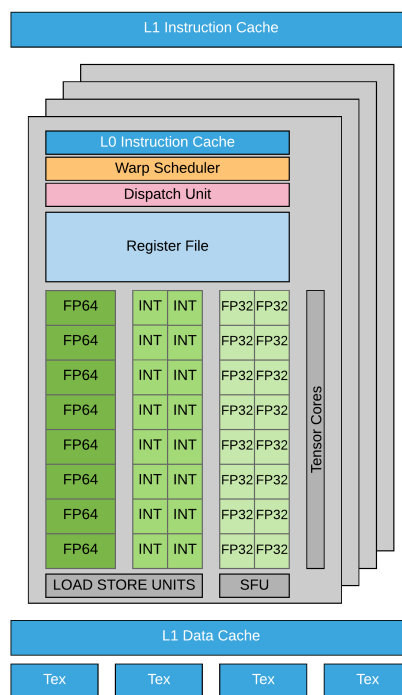 L1 Instruction Cache
L0 Instruction Cache
Warp Scheduler
Dispatch Unit
Register File
FP64 INT INT FP32 FP32
FP64 INT INT FP32 FP32
FP64 INT INT FP32 FP32
FP64 INT INT FP32 FP32
FP64 INT INT FP32 FP32
FP64 INT INT FP32 FP32
FP64 INT INT FP32 FP32
FP64 INT INT FP32 FP32
Tensor Cores
LOAD STORE UNITS SFU
L1 Data Cache
Tex Tex Tex Tex